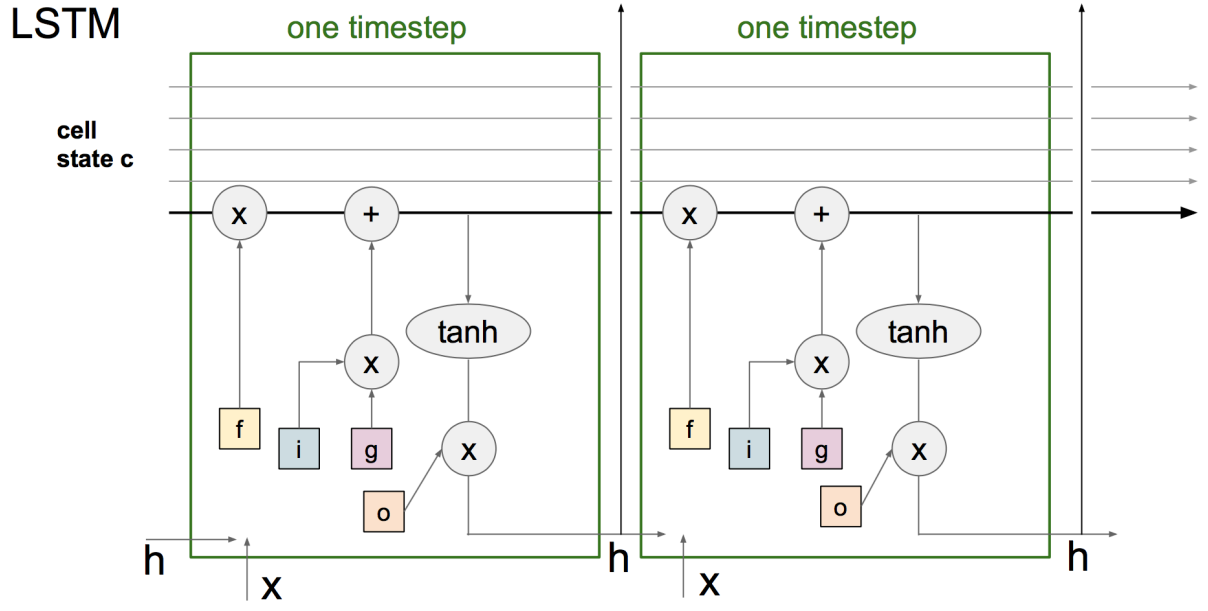 LSTM
one timestep
one timestep
cell
state c
x
+
x
+
tanh
tanh
x
x
f
i
g
x
f
i
g
x
o
o
h
x
h
x
h